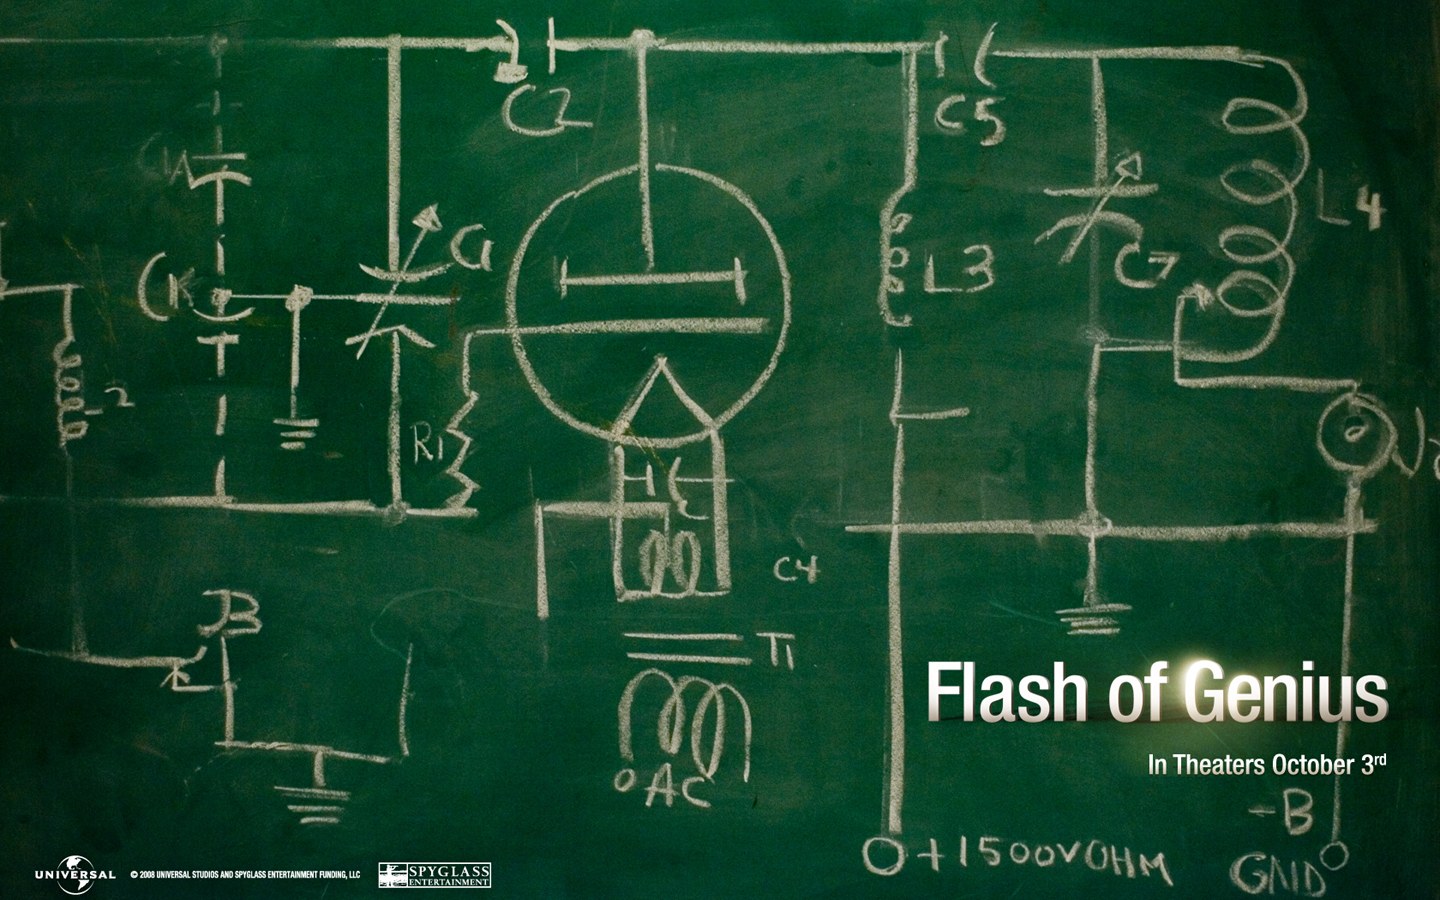 C2
C5
L4
L3
C7
R1
C4
B
T1
AC
Flash of Genius
In Theaters October 3rd
-B
+1500VOHM
GND
UNIVERSAL
© 2008 UNIVERSAL STUDIOS AND SPYGLASS ENTERTAINMENT FUNDING, LLC
SPYGLASS
ENTERTAINMENT